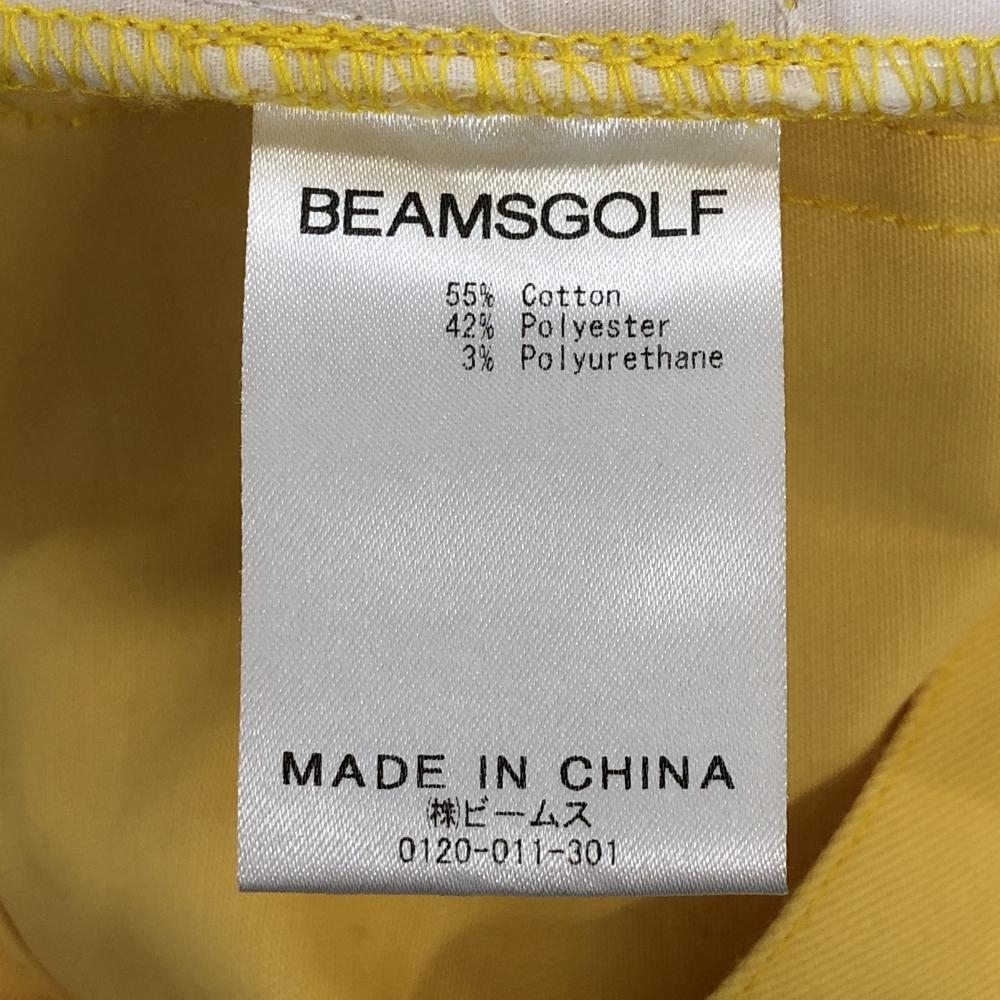 BEAMSGOLF
55% Cotton
42% Polyester
3% Polyurethane
MADE IN CHINA
㈱ビームス
0120-011-301